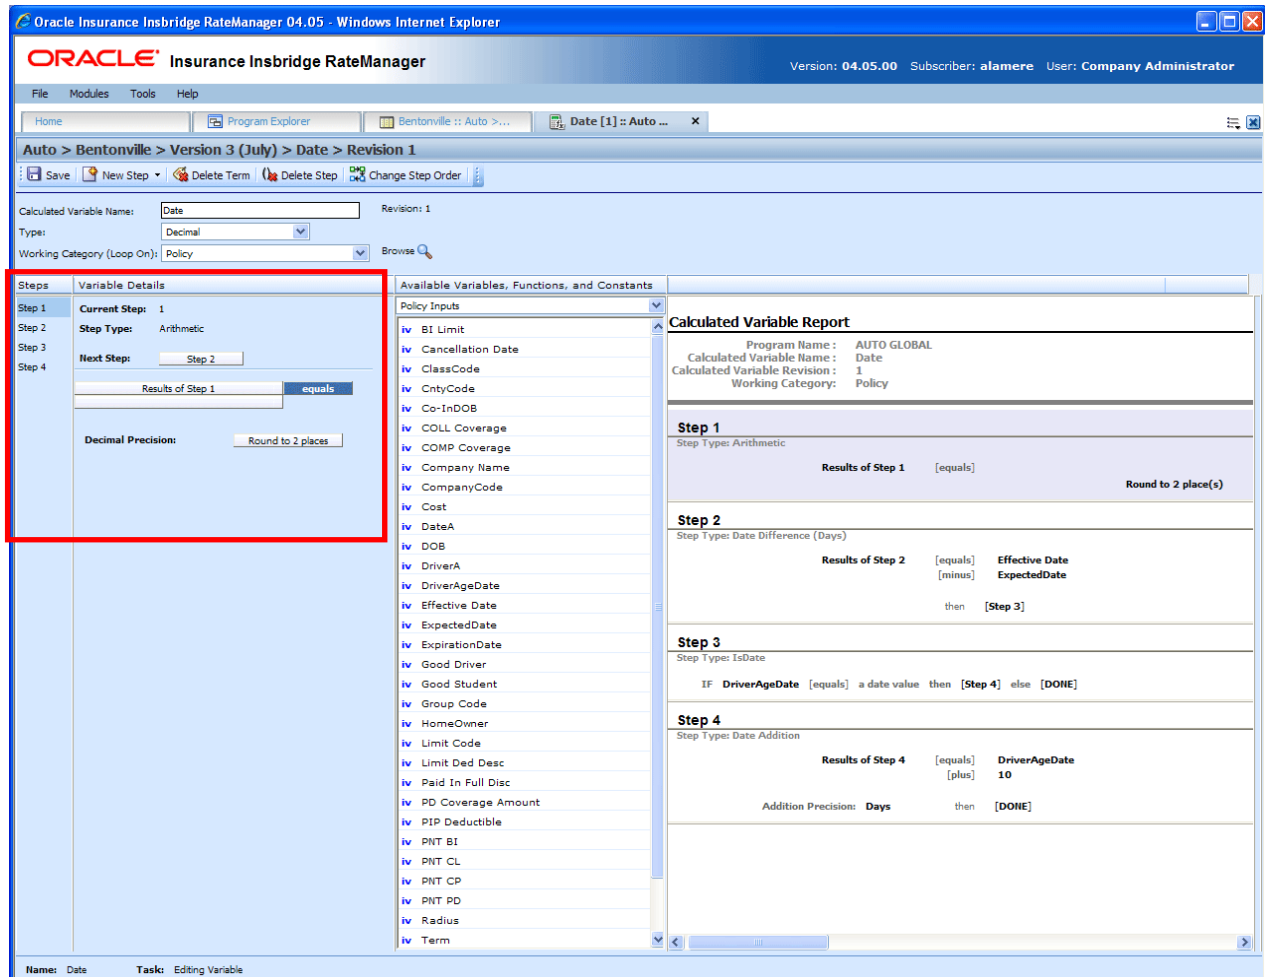 Oracle Insurance Insbridge RateManager 04.05 - Windows Internet Explorer
ORACLE Insurance Insbridge RateManager
Version: 04.05.00 Subscriber: alamere User: Company Administrator
File Modules Tools Help
Home Program Explorer Bentonville :: Auto >... Date [1] :: Auto ... x
Auto > Bentonville > Version 3 (July) > Date > Revision 1
Save New Step Delete Term Delete Step Change Step Order
Calculated Variable Name: Date Revision: 1
Type: Decimal
Working Category (Loop On): Policy Browse
Steps
Step 1
Step 2
Step 3
Step 4
Variable Details
Current Step: 1
Step Type: Arithmetic
Next Step: Step 2
Results of Step 1 equals
Decimal Precision: Round to 2 places
Available Variables, Functions, and Constants
Policy Inputs
iv BI Limit
iv Cancellation Date
iv ClassCode
iv CntyCode
iv Co-InDOB
iv COLL Coverage
iv COMP Coverage
iv Company Name
iv CompanyCode
iv Cost
iv DateA
iv DOB
iv DriverA
iv DriverAgeDate
iv Effective Date
iv ExpectedDate
iv ExpirationDate
iv Good Driver
iv Good Student
iv Group Code
iv HomeOwner
iv Limit Code
iv Limit Ded Desc
iv Paid In Full Disc
iv PD Coverage Amount
iv PIP Deductible
iv PNT BI
iv PNT CL
iv PNT CP
iv PNT PD
iv Radius
iv Term
Calculated Variable Report
Program Name : AUTO GLOBAL
Calculated Variable Name : Date
Calculated Variable Revision : 1
Working Category: Policy
Step 1
Step Type: Arithmetic
Results of Step 1 [equals]
Round to 2 place(s)
Step 2
Step Type: Date Difference (Days)
Results of Step 2 [equals] Effective Date
[minus] ExpectedDate
then [Step 3]
Step 3
Step Type: IsDate
IF DriverAgeDate [equals] a date value then [Step 4] else [DONE]
Step 4
Step Type: Date Addition
Results of Step 4 [equals] DriverAgeDate
[plus] 10
Addition Precision: Days then [DONE]
Name: Date Task: Editing Variable